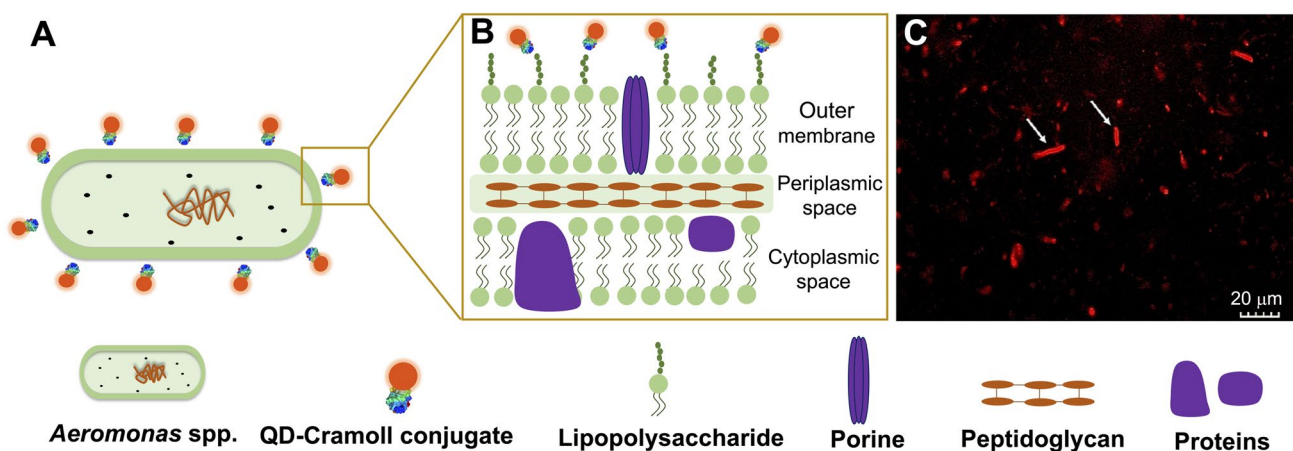 A
B
C
Outer
membrane
Periplasmic
space
Cytoplasmic
space
20 μm
Aeromonas spp.
QD-Cramoll conjugate
Lipopolysaccharide
Porine
Peptidoglycan
Proteins